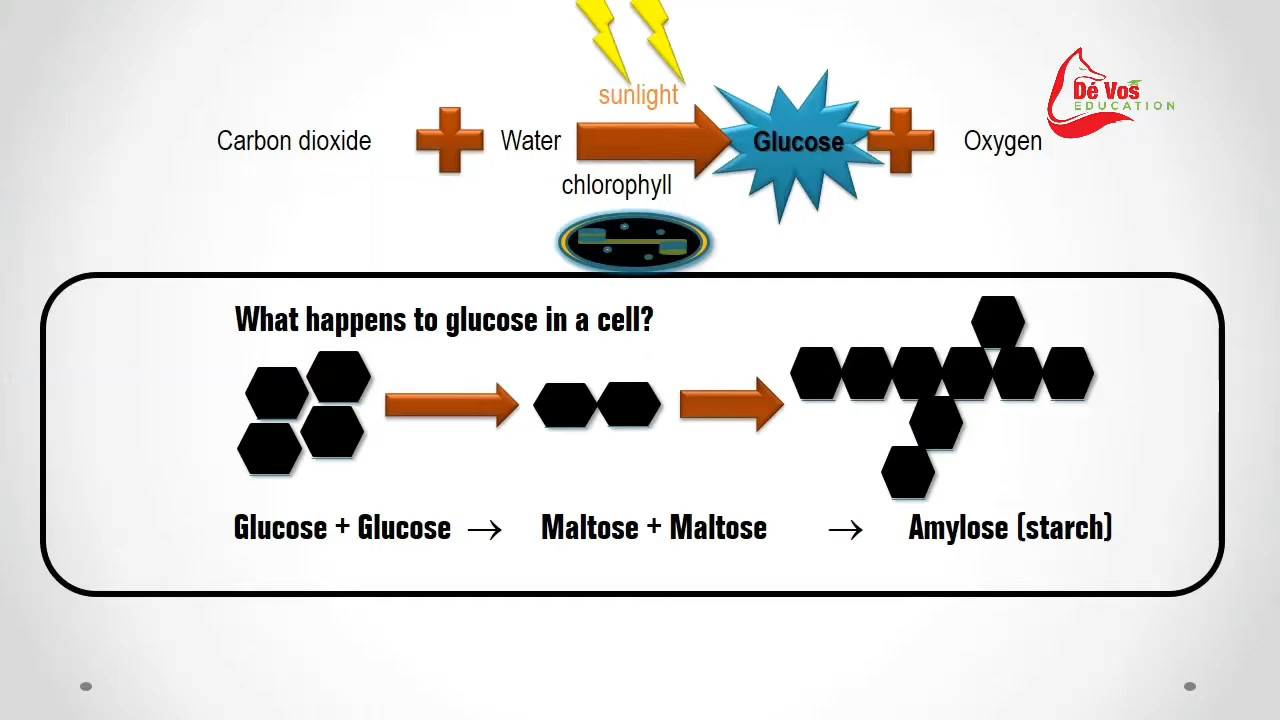 sunlight
Dé Vos
EDUCATION
Carbon dioxide Water Glucose Oxygen
chlorophyll
What happens to glucose in a cell?
Glucose + Glucose → Maltose + Maltose → Amylose (starch)